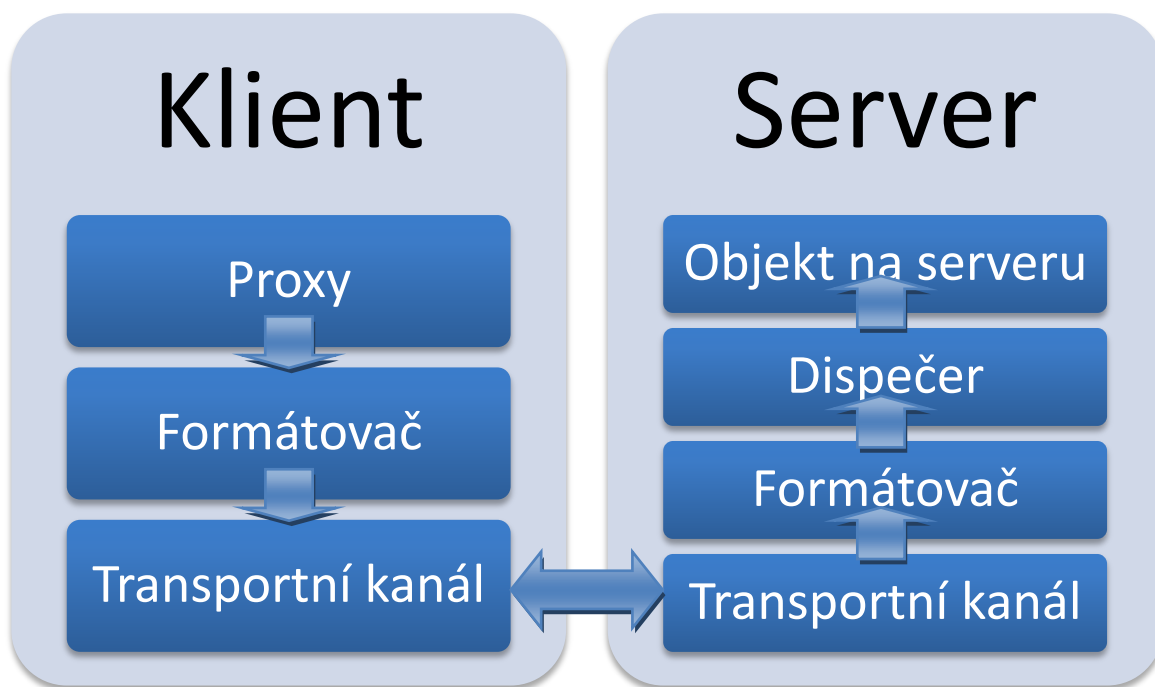 Klient
Proxy
Formátovač
Transportní kanál
Server
Objekt na serveru
Dispečer
Formátovač
Transportní kanál